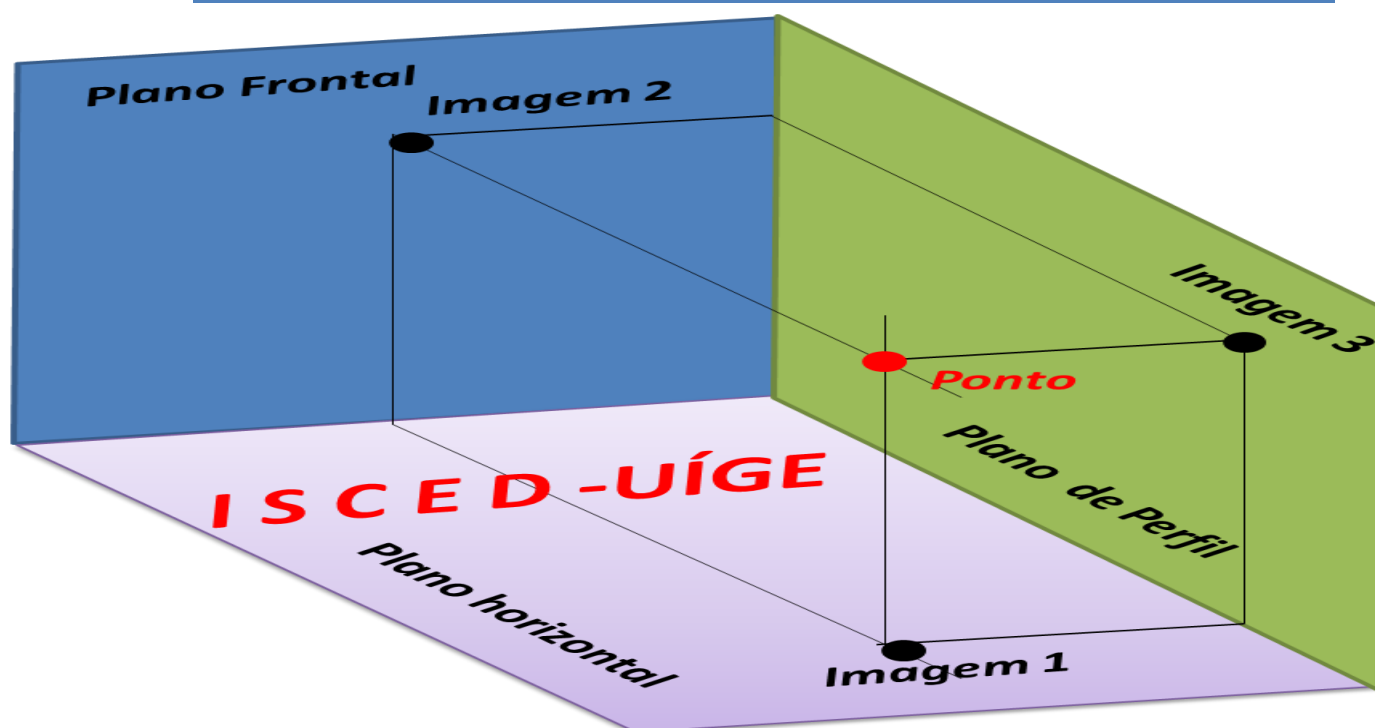 Plano Frontal
Imagem 2
Imagem 3
Ponto
Plano de Perfil
I S C E D -UÍGE
Plano horizontal
Imagem 1